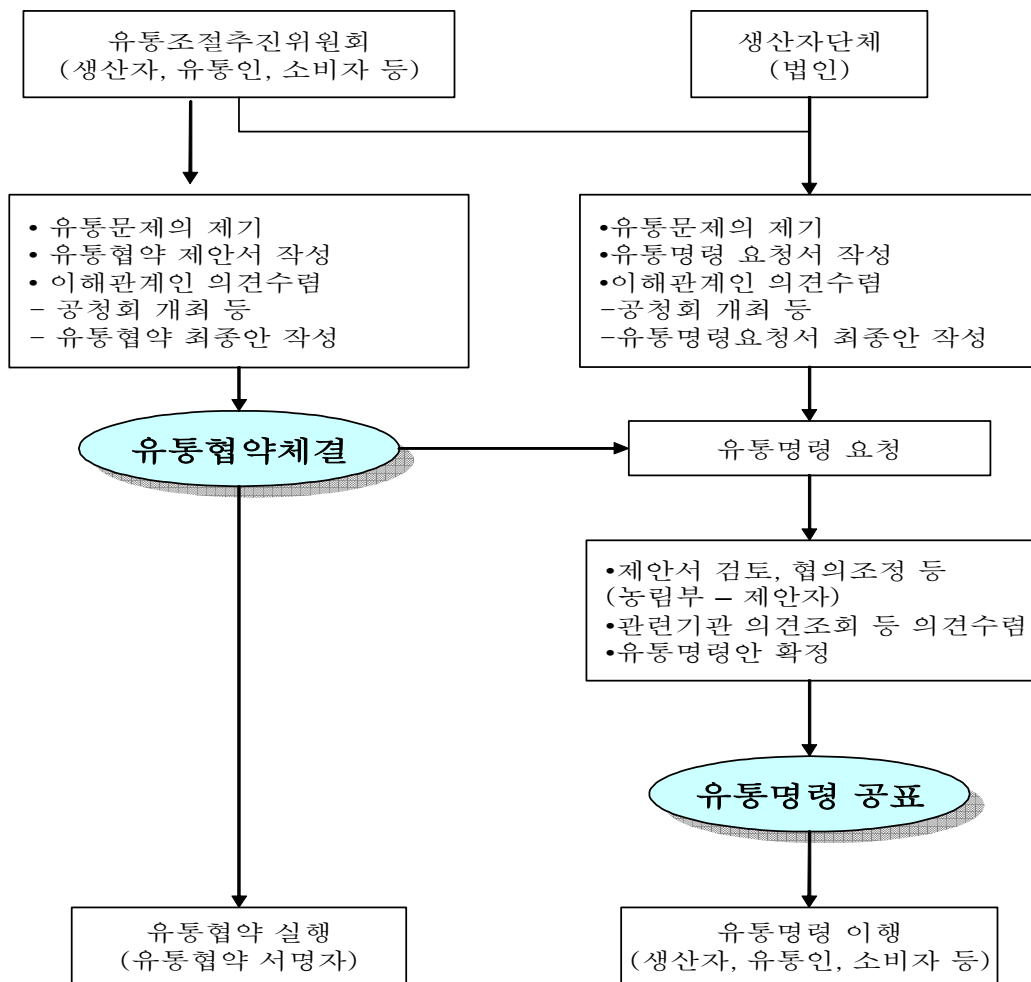 유통조절추진위원회
(생산자, 유통인, 소비자 등)
생산자단체
(법인)
• 유통문제의 제기
• 유통협약 제안서 작성
• 이해관계인 의견수렴
- 공청회 개최 등
- 유통협약 최종안 작성
•유통문제의 제기
•유통명령 요청서 작성
•이해관계인 의견수렴
-공청회 개최 등
-유통명령요청서 최종안 작성
유통협약체결
유통명령 요청
•제안서 검토, 협의조정 등
(농림부 – 제안자)
•관련기관 의견조회 등 의견수렴
•유통명령안 확정
유통명령 공표
유통협약 실행
(유통협약 서명자)
유통명령 이행
(생산자, 유통인, 소비자 등)